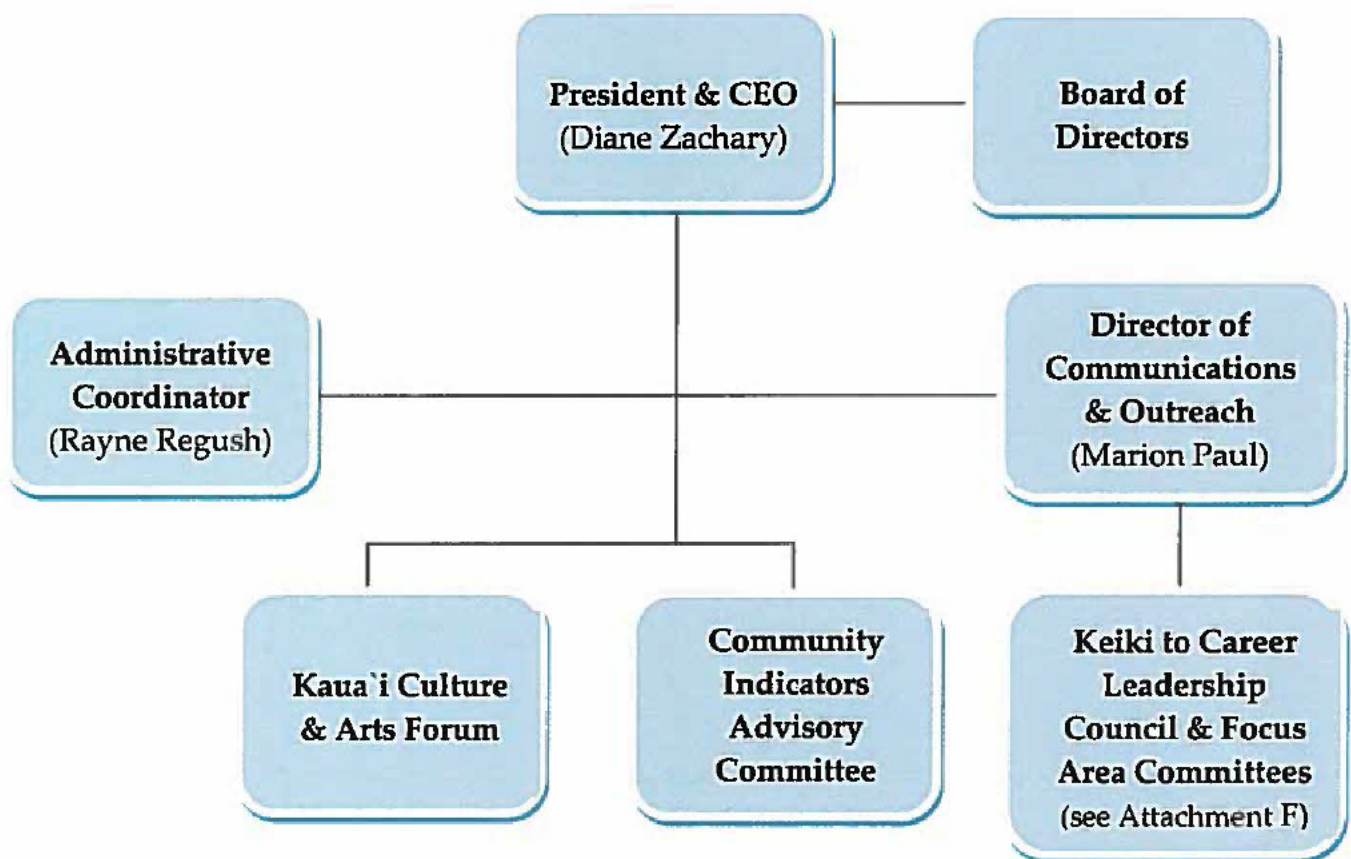 President & CEO
(Diane Zachary)
Board of
Directors
Administrative
Coordinator
(Rayne Regush)
Director of
Communications
& Outreach
(Marion Paul)
Kaua`i Culture
& Arts Forum
Community
Indicators
Advisory
Committee
Keiki to Career
Leadership
Council & Focus
Area Committees
(see Attachment F)